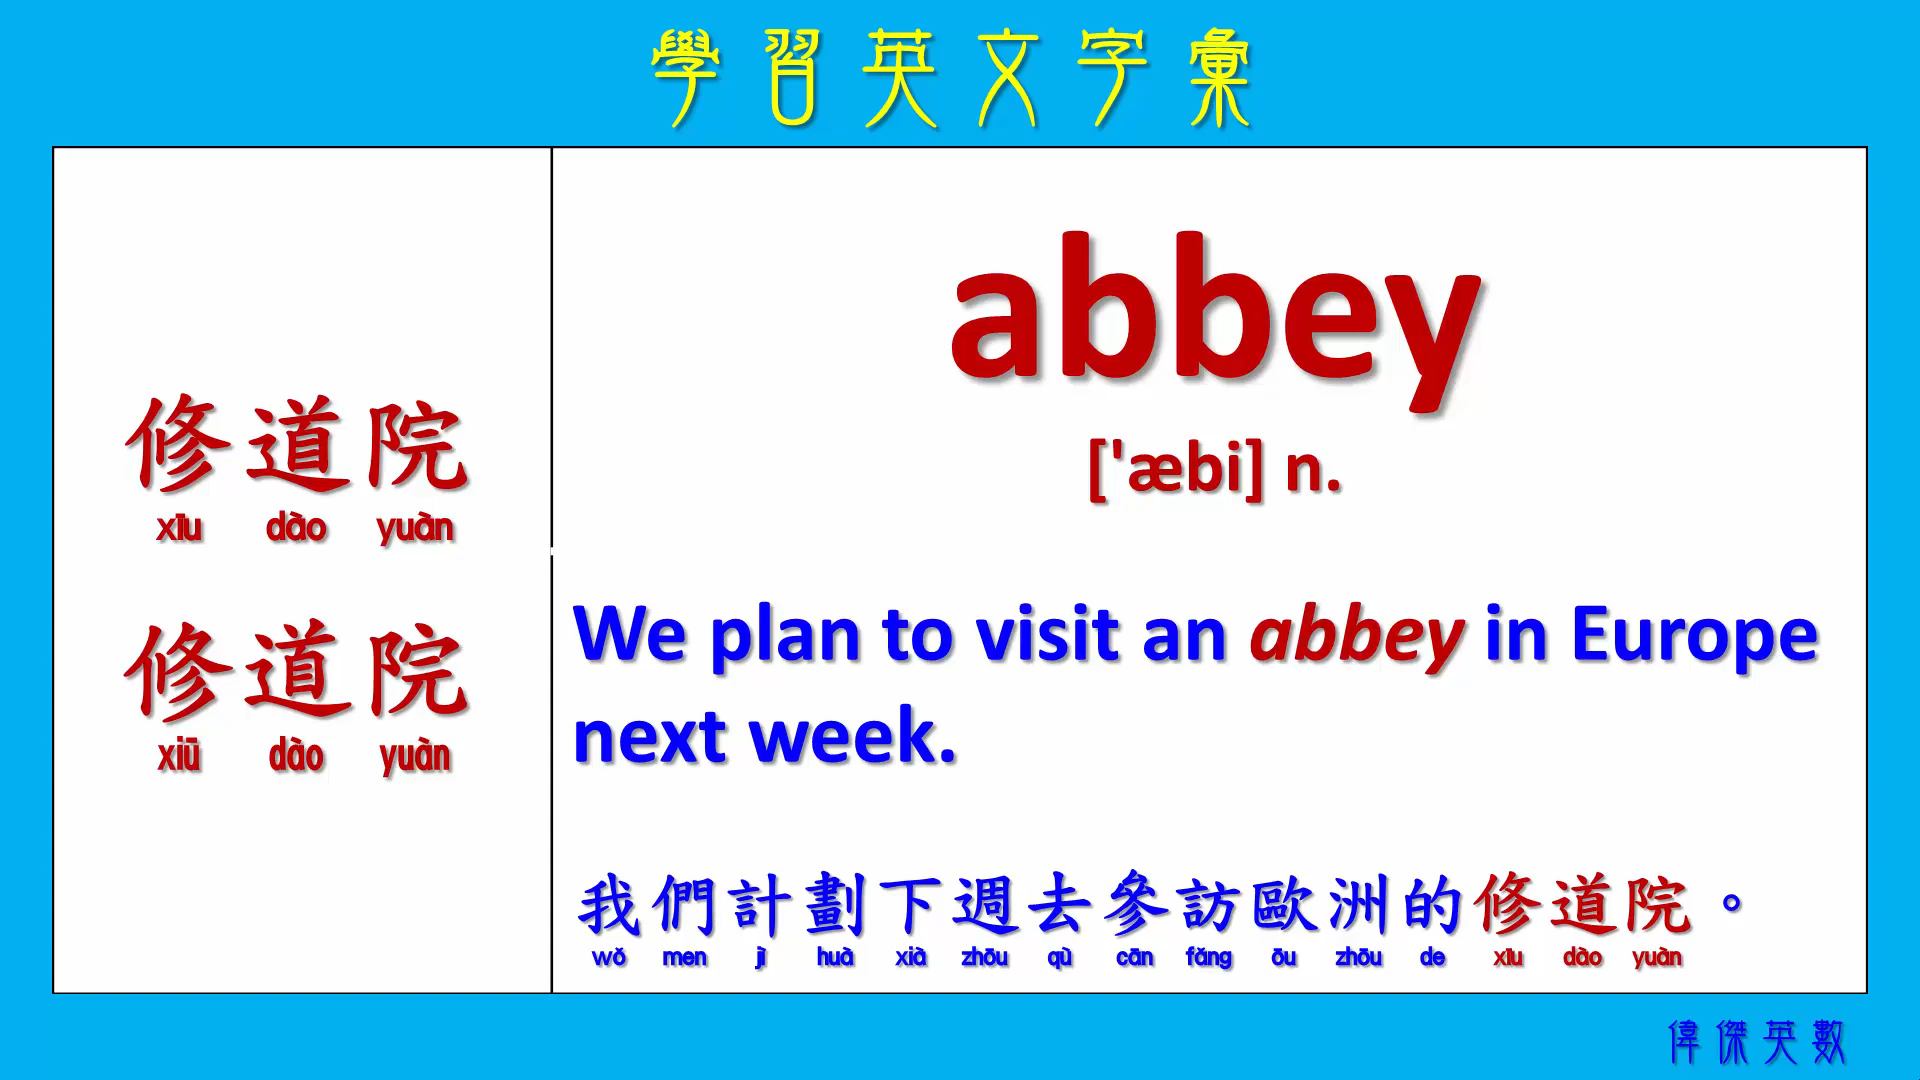 學習英文字彙
修道院
xīu dào yuàn
修道院
xiū dào yuàn
abbey
['æbi] n.
We plan to visit an abbey in Europe
next week.
我們計劃下週去參訪歐洲的修道院。
wǒ men jì huà xià zhōu qù cān fǎng ōu zhōu de xīu dào yuàn
偉傑英數